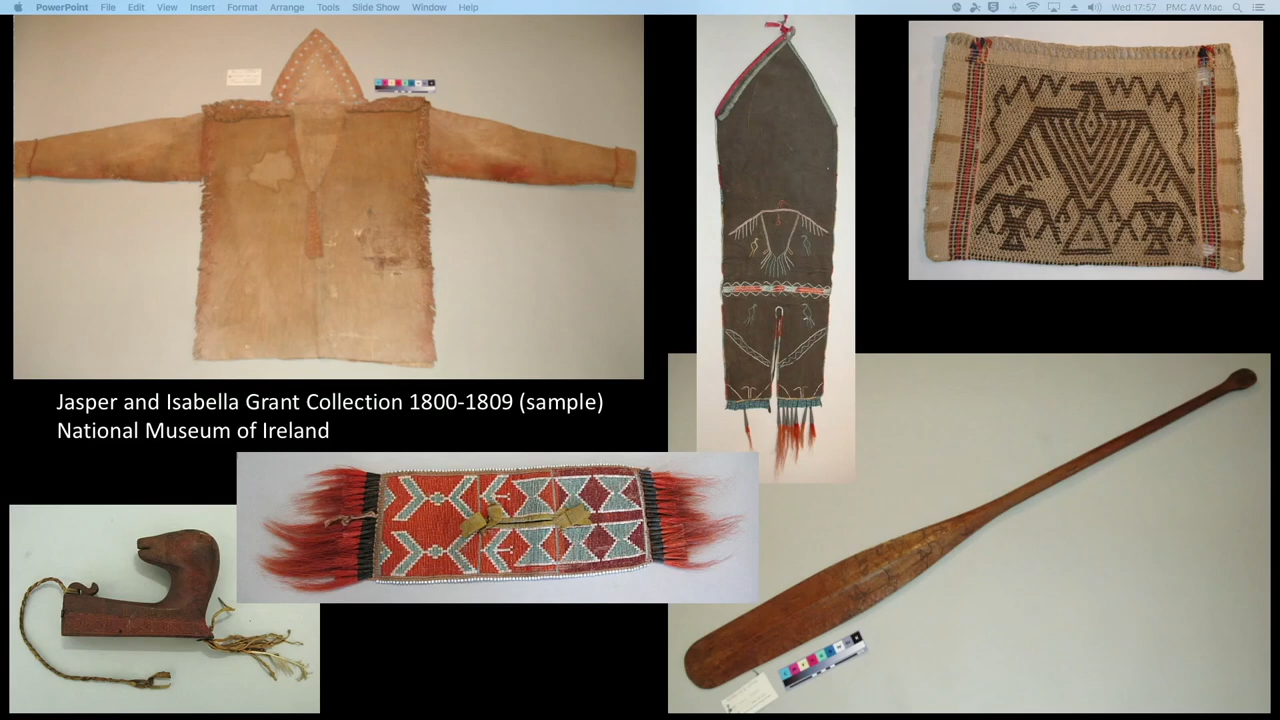 PowerPoint File Edit View Insert Format Arrange Tools Slide Show Window Help Wed 17:57 PMC AV Mac
Jasper and Isabella Grant Collection 1800-1809 (sample)
National Museum of Ireland